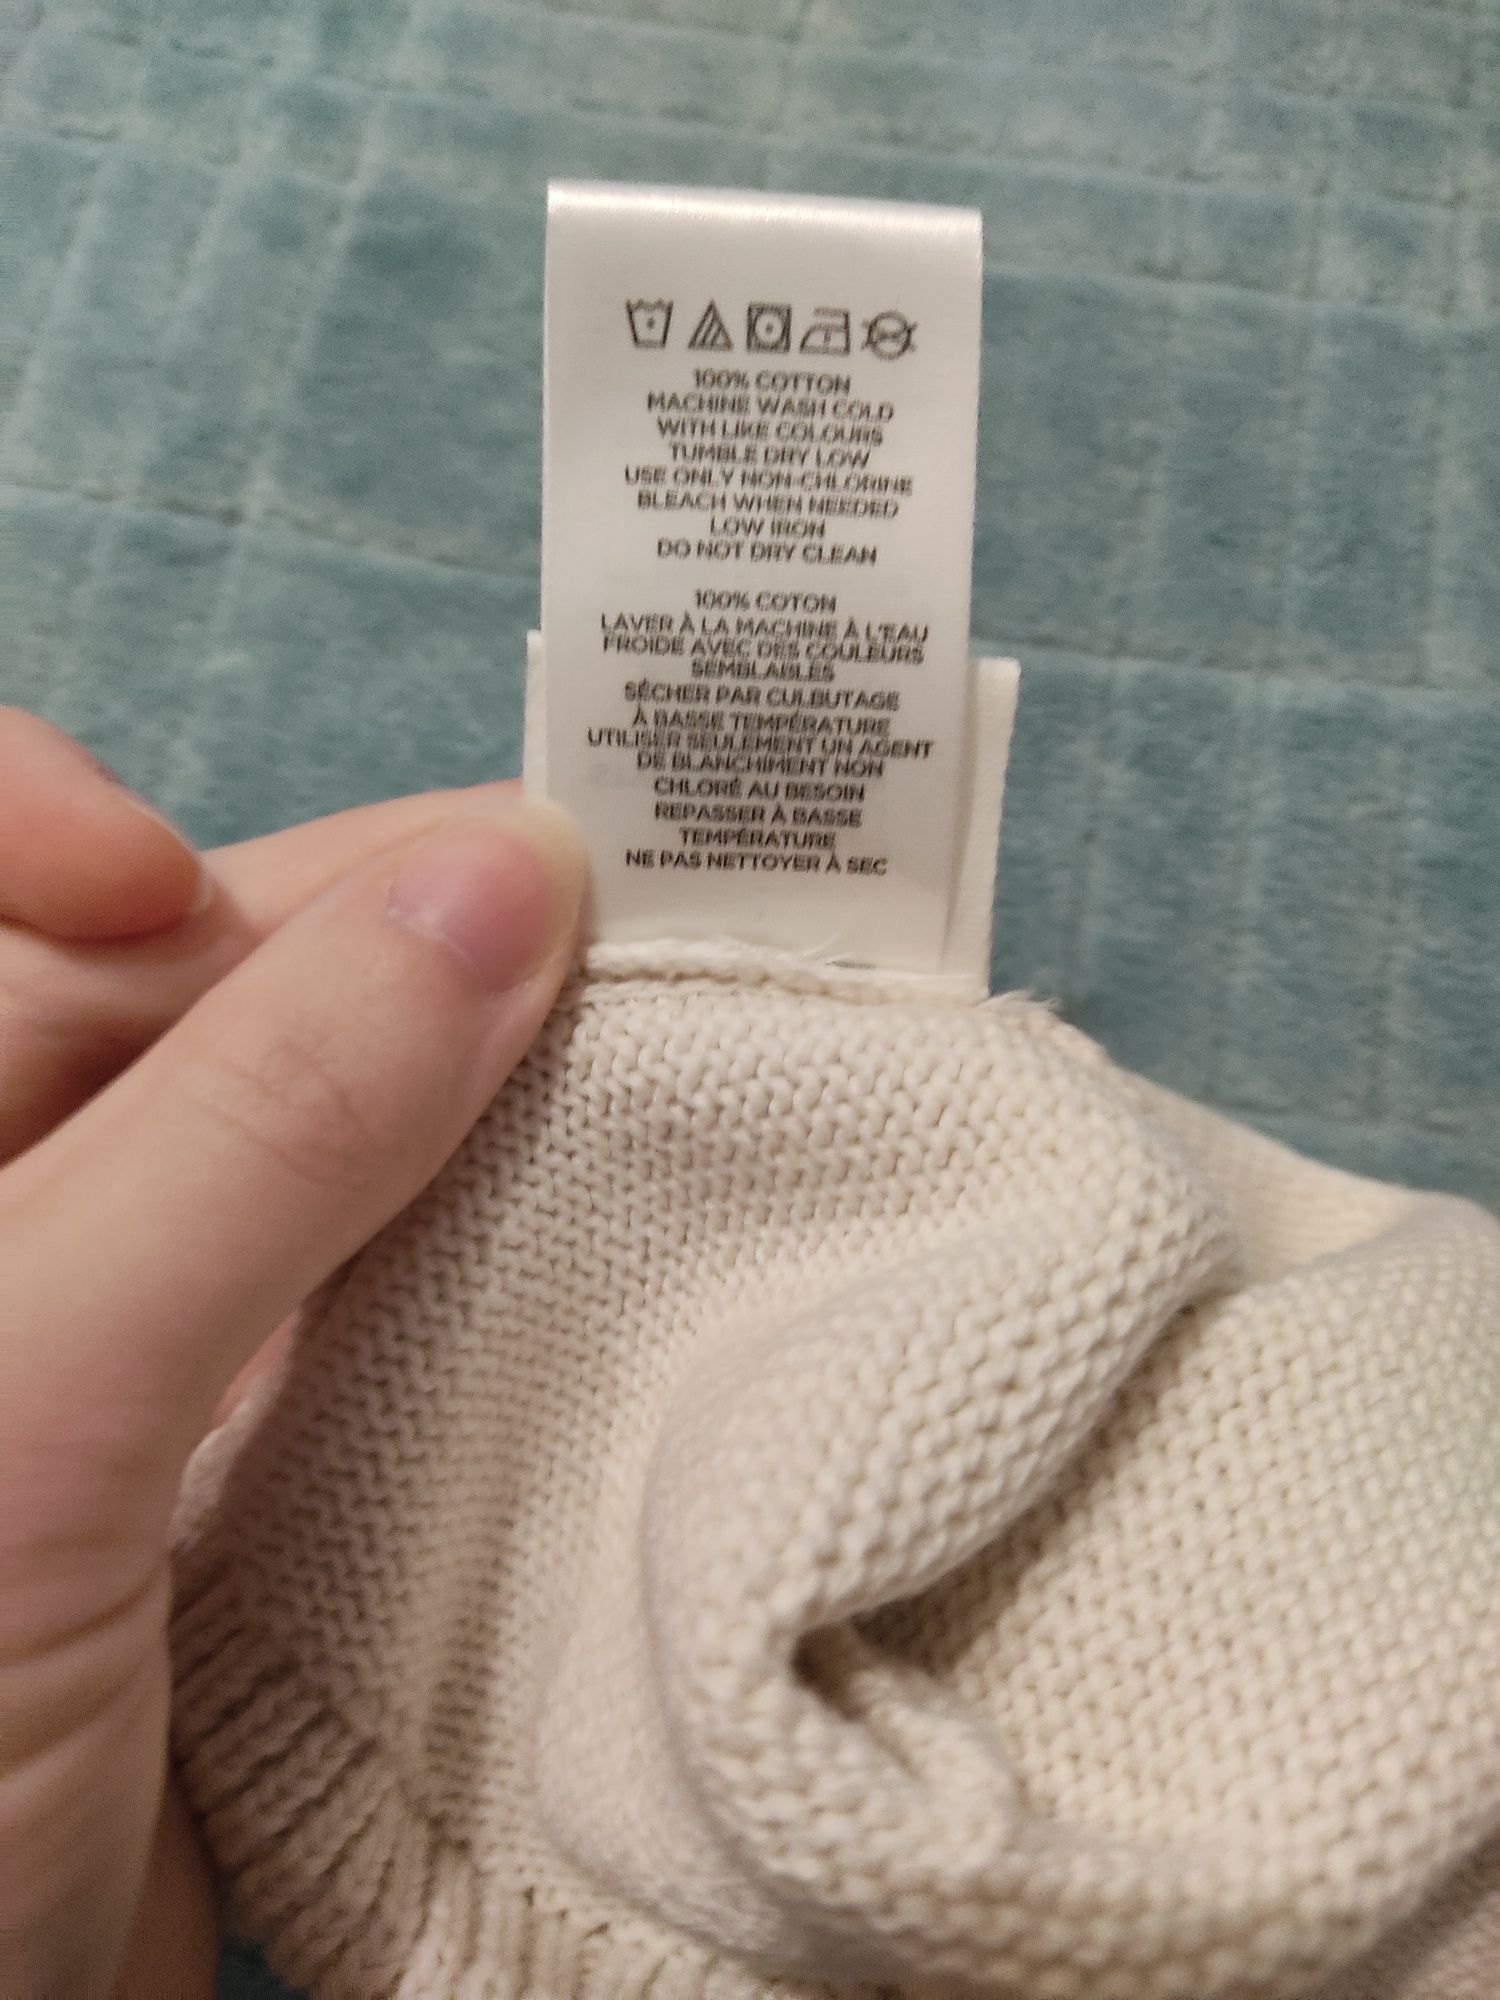 100% COTTON
MACHINE WASH COLD
WITH LIKE COLOURS
TUMBLE DRY LOW
USE ONLY NON-CHLORINE
BLEACH WHEN NEEDED
LOW IRON
DO NOT DRY CLEAN
100% COTON
LAVER À LA MACHINE À L'EAU
FROIDE AVEC DES COULEURS
SEMBLABLES
SÉCHER PAR CULBUTAGE
À BASSE TEMPÉRATURE
UTILISER SEULEMENT UN AGENT
DE BLANCHIMENT NON
CHLORÉ AU BESOIN
REPASSER À BASSE
TEMPÉRATURE
NE PAS NETTOYER À SEC